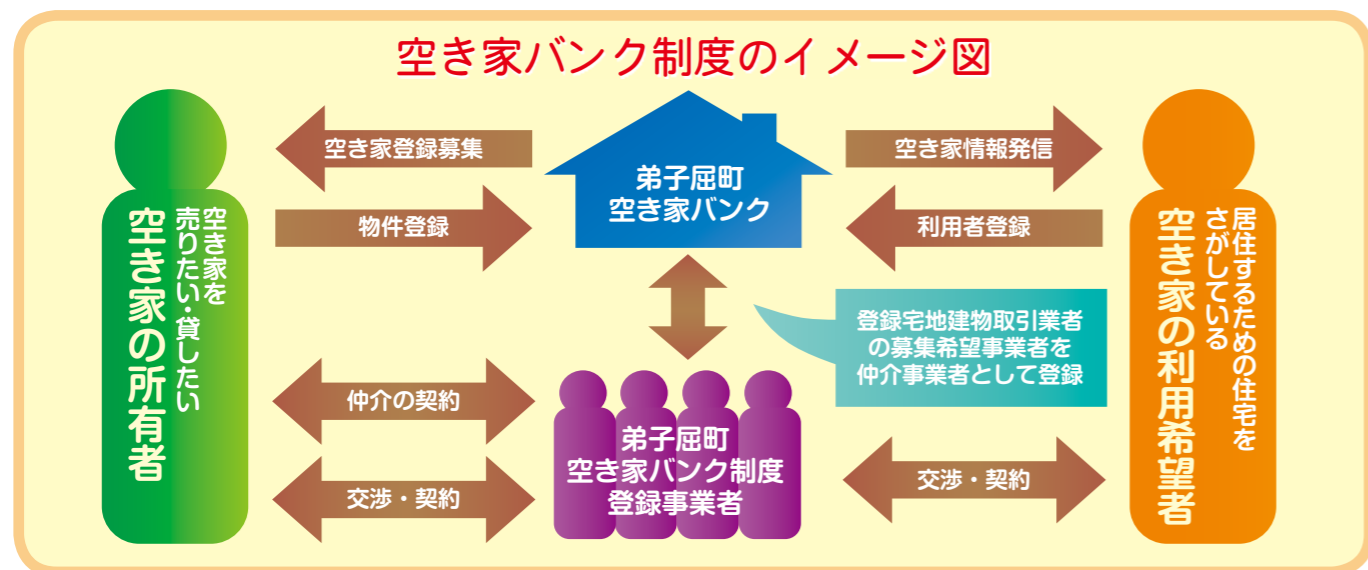 空き家バンク制度のイメージ図
空き家を
売りたい・貸したい
空き家の所有者
空き家登録募集
物件登録
弟子屈町
空き家バンク
空き家情報発信
利用者登録
登録宅地建物取引業者
の募集希望事業者を
仲介事業者として登録
仲介の契約
交渉・契約
弟子屈町
空き家バンク制度
登録事業者
交渉・契約
居住するための住宅を
さがしている
空き家の利用希望者